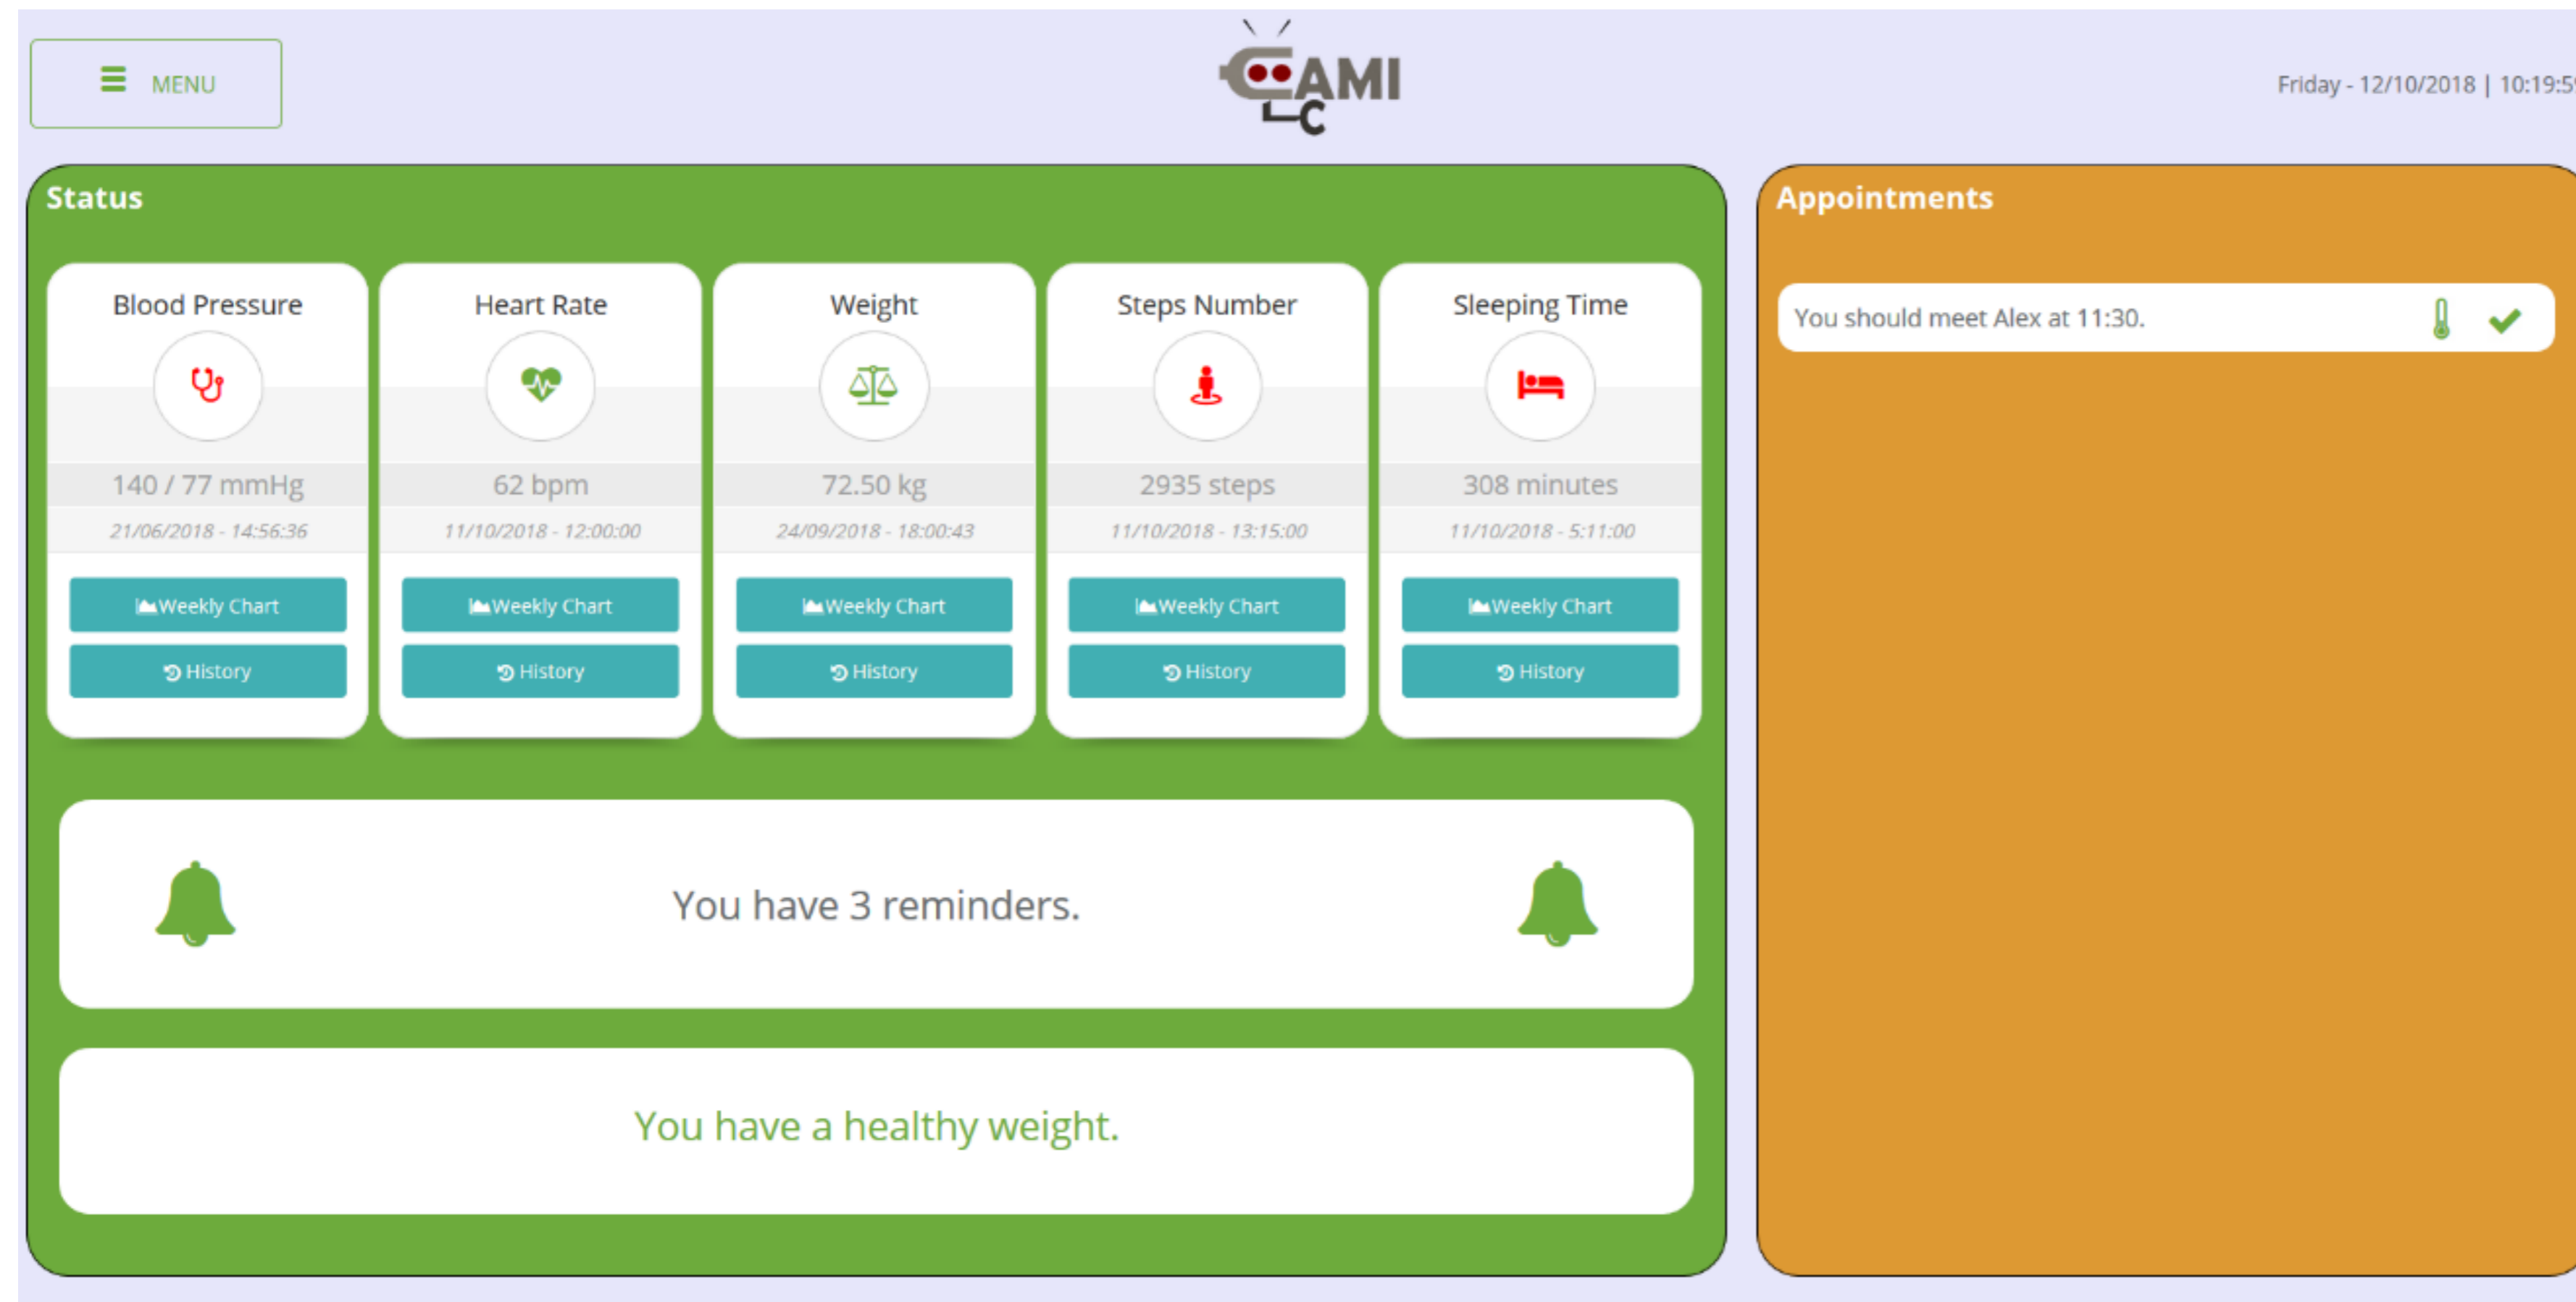 MENU
CAMI
C
Friday - 12/10/2018 | 10:19:59
Status
Blood Pressure
140 / 77 mmHg
21/06/2018 - 14:56:36
Weekly Chart
History
Heart Rate
62 bpm
11/10/2018 - 12:00:00
Weekly Chart
History
Weight
72.50 kg
24/09/2018 - 18:00:43
Weekly Chart
History
Steps Number
2935 steps
11/10/2018 - 13:15:00
Weekly Chart
History
Sleeping Time
308 minutes
11/10/2018 - 5:11:00
Weekly Chart
History
You have 3 reminders.
You have a healthy weight.
Appointments
You should meet Alex at 11:30.